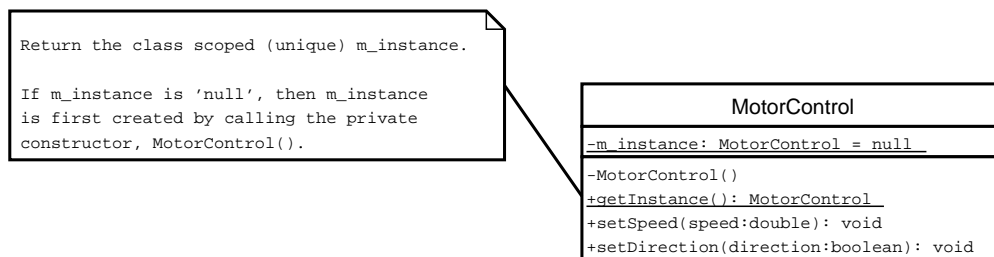 Return the class scoped (unique) m_instance.
If m_instance is ’null’, then m_instance
is first created by calling the private
constructor, MotorControl().
MotorControl
-m_instance: MotorControl = null
-MotorControl()
+getInstance(): MotorControl
+setSpeed(speed:double): void
+setDirection(direction:boolean): void